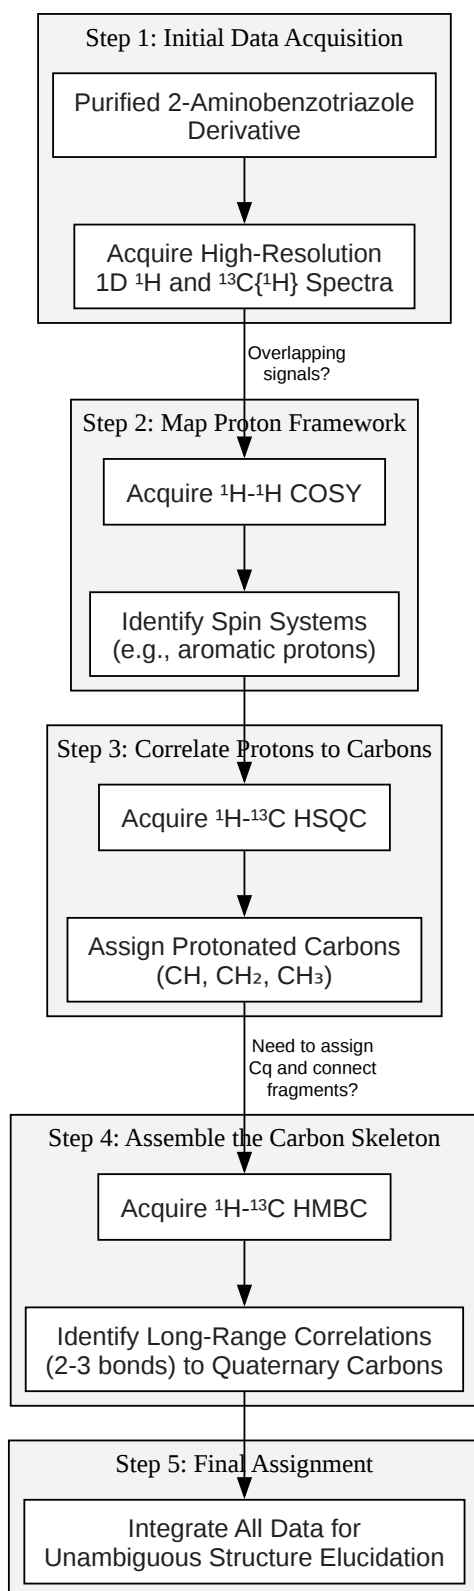 Step 1: Initial Data Acquisition
Purified 2-Aminobenzotriazole
Derivative
Acquire High-Resolution
1D ¹H and ¹³C{¹H} Spectra
Overlapping
signals?
Step 2: Map Proton Framework
Acquire ¹H-¹H COSY
Identify Spin Systems
(e.g., aromatic protons)
Step 3: Correlate Protons to Carbons
Acquire ¹H-¹³C HSQC
Assign Protonated Carbons
(CH, CH₂, CH₃)
Need to assign
Cq and connect
fragments?
Step 4: Assemble the Carbon Skeleton
Acquire ¹H-¹³C HMBC
Identify Long-Range Correlations
(2-3 bonds) to Quaternary Carbons
Step 5: Final Assignment
Integrate All Data for
Unambiguous Structure Elucidation